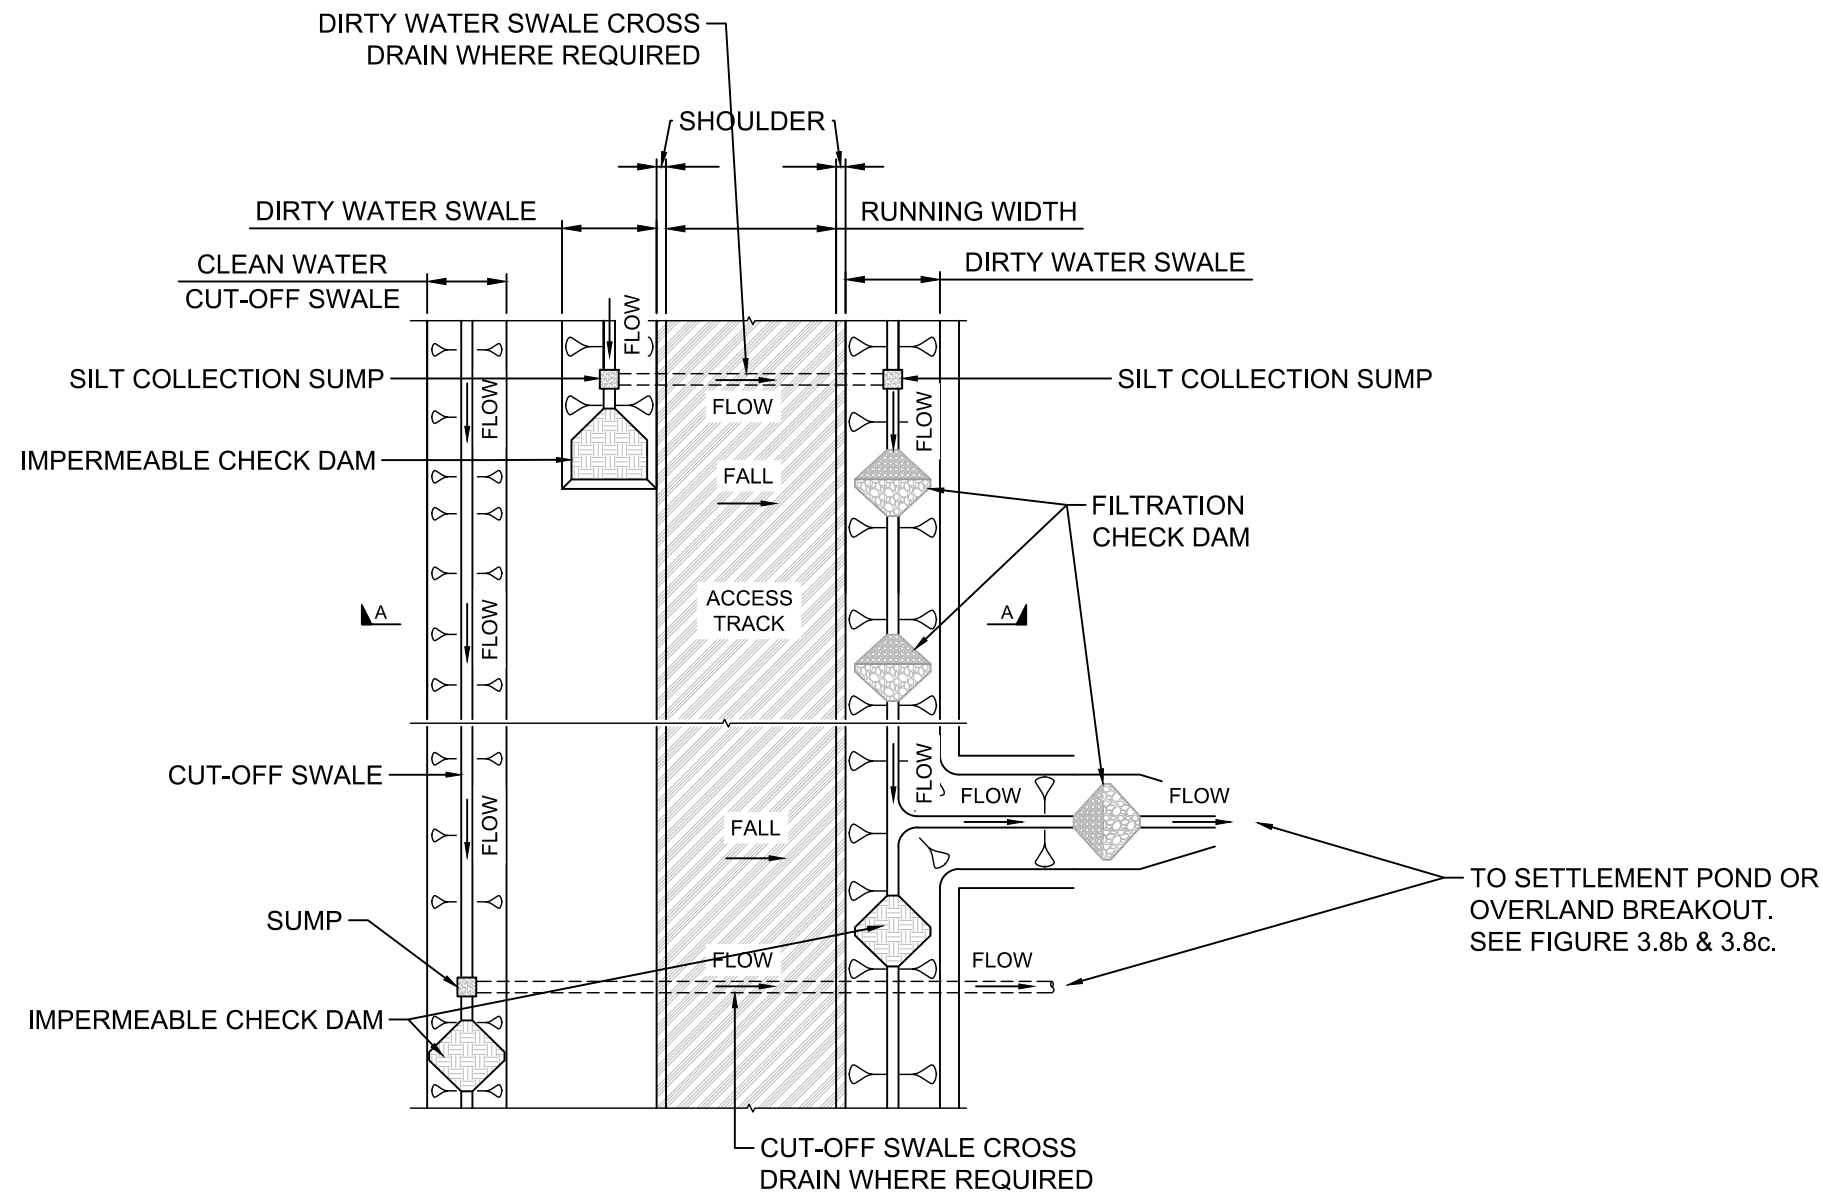 DIRTY WATER SWALE CROSS
DRAIN WHERE REQUIRED
SHOULDER
DIRTY WATER SWALE
RUNNING WIDTH
CLEAN WATER
CUT-OFF SWALE
DIRTY WATER SWALE
FLOW
SILT COLLECTION SUMP
SILT COLLECTION SUMP
FLOW
FLOW
FLOW
IMPERMEABLE CHECK DAM
FALL
FILTRATION
CHECK DAM
A
ACCESS
TRACK
A
FLOW
CUT-OFF SWALE
FLOW
FLOW
FLOW
FLOW
FALL
TO SETTLEMENT POND OR
OVERLAND BREAKOUT.
SEE FIGURE 3.8b & 3.8c.
SUMP
FLOW
FLOW
IMPERMEABLE CHECK DAM
CUT-OFF SWALE CROSS
DRAIN WHERE REQUIRED